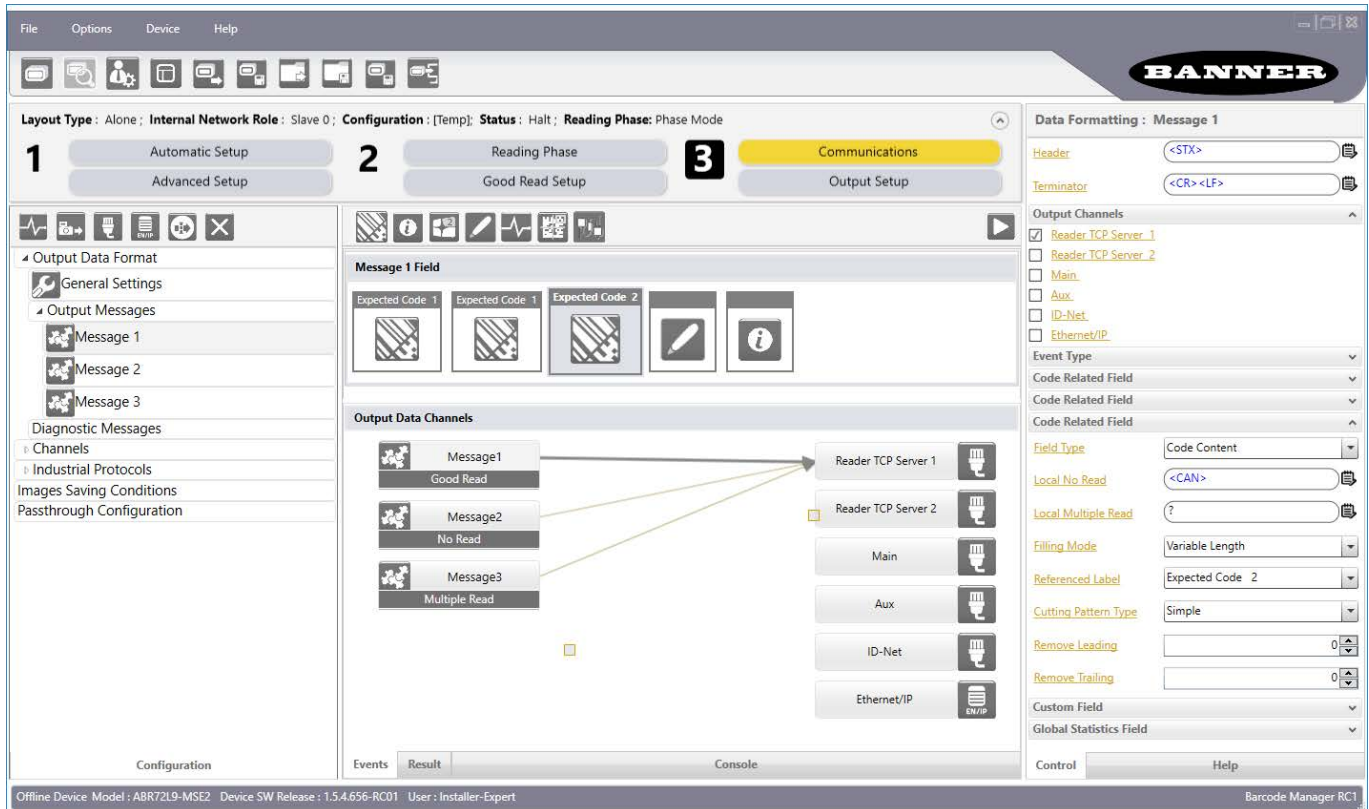 File Options Device Help
BANNER
Layout Type : Alone ; Internal Network Role : Slave 0 ; Configuration : [Temp]; Status : Halt ; Reading Phase: Phase Mode
1 Automatic Setup 2 Reading Phase 3 Communications
Advanced Setup Good Read Setup Output Setup
EN/IP
Output Data Format
General Settings
Output Messages
Message 1
Message 2
Message 3
Diagnostic Messages
Channels
Industrial Protocols
Images Saving Conditions
Passthrough Configuration
Configuration
Message 1 Field
Expected Code 1 Expected Code 1 Expected Code 2
Output Data Channels
Message1
Good Read
Message2
No Read
Message3
Multiple Read
Reader TCP Server 1
Reader TCP Server 2
Main
Aux
ID-Net
Ethernet/IP
EN/IP
Events Result Console
Data Formatting : Message 1
Header <STX>
Terminator <CR><LF>
Output Channels
Reader TCP Server 1
Reader TCP Server 2
Main
Aux
ID-Net
Ethernet/IP
Event Type
Code Related Field
Code Related Field
Code Related Field
Field Type Code Content
Local No Read <CAN>
Local Multiple Read ?
Filling Mode Variable Length
Referenced Label Expected Code 2
Cutting Pattern Type Simple
Remove Leading 0
Remove Trailing 0
Custom Field
Global Statistics Field
Control Help
Offline Device Model : ABR72L9-MSE2 Device SW Release : 1.5.4.656-RC01 User : Installer-Expert Barcode Manager RC1